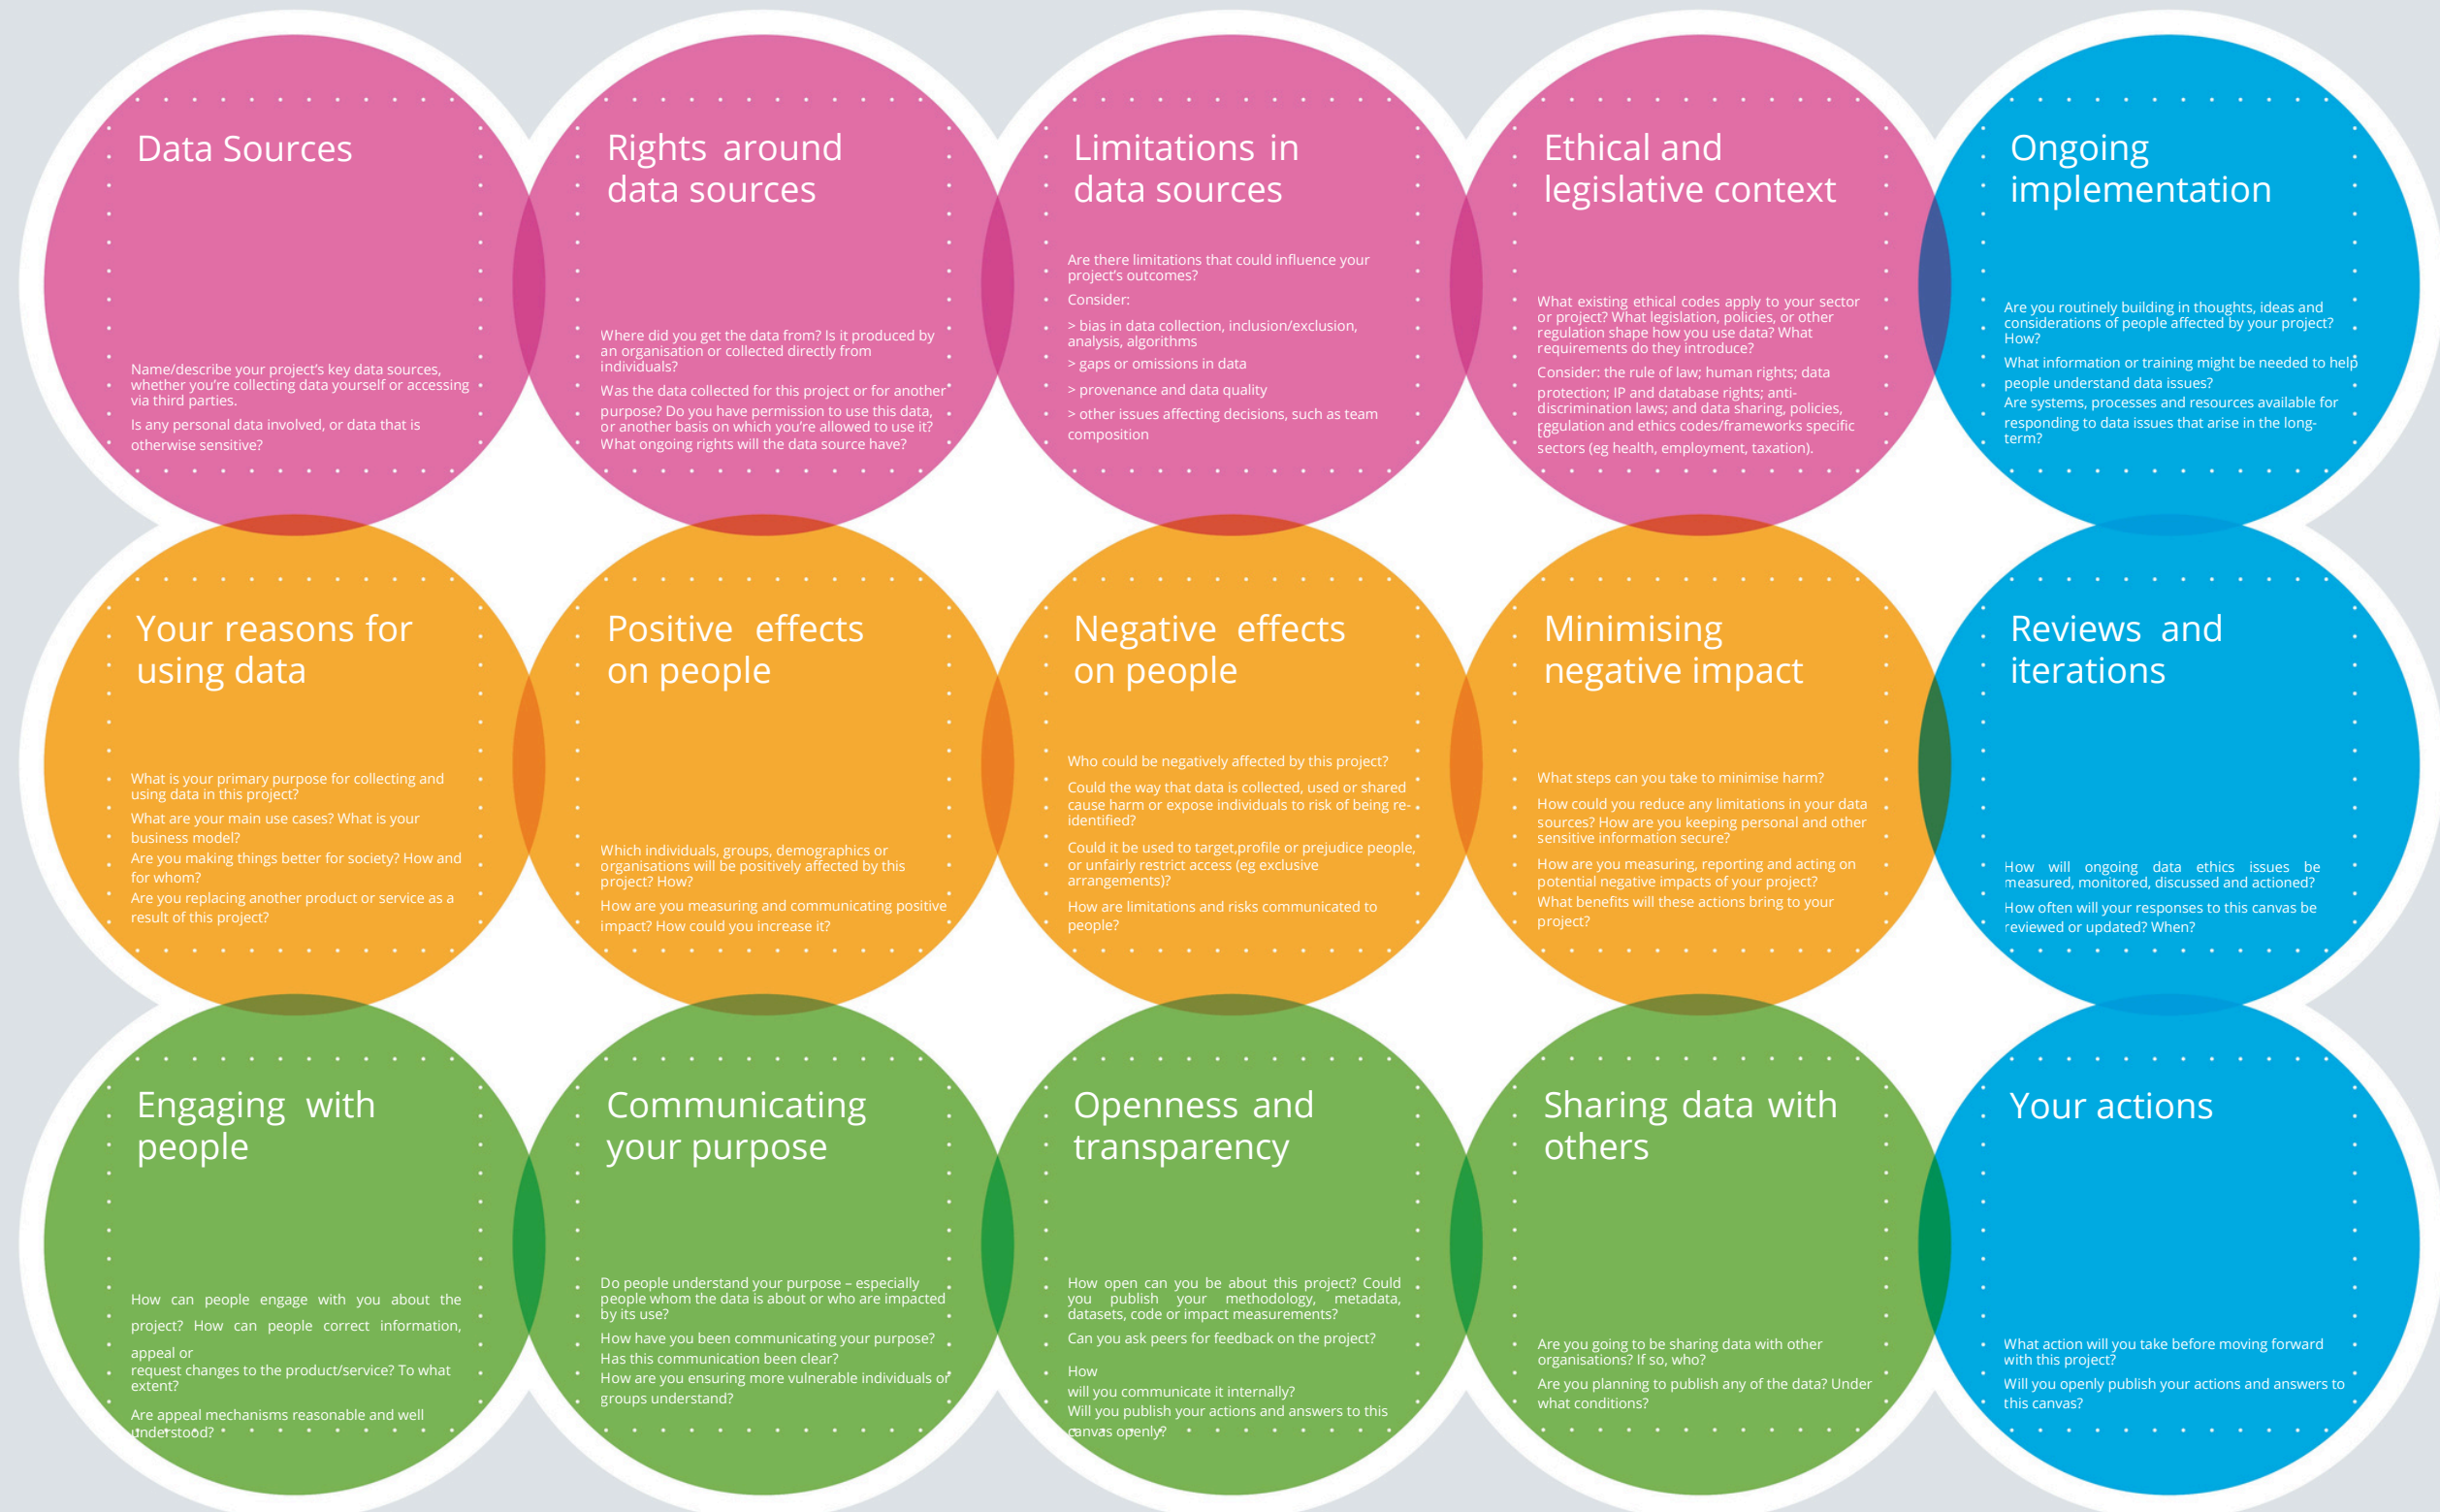 Data Sources
Name/describe your project's key data sources,
whether you're collecting data yourself or accessing
via third parties.
Is any personal data involved, or data that is
otherwise sensitive?
Rights around
data sources
Where did you get the data from? Is it produced by
an organisation or collected directly from
individuals?
Was the data collected for this project or for another
purpose? Do you have permission to use this data,
or another basis on which you're allowed to use it?
What ongoing rights will the data source have?
Limitations in
data sources
Are there limitations that could influence your
project's outcomes?
Consider:
> bias in data collection, inclusion/exclusion,
analysis, algorithms
> gaps or omissions in data
> provenance and data quality
> other issues affecting decisions, such as team
composition
Ethical and
legislative context
What existing ethical codes apply to your sector
or project? What legislation, policies, or other
regulation shape how you use data? What
requirements do they introduce?
Consider: the rule of law; human rights; data
protection; IP and database rights; anti-
discrimination laws; and data sharing, policies,
regulation and ethics codes/frameworks specific
to
sectors (eg health, employment, taxation).
Ongoing
implementation
Are you routinely building in thoughts, ideas and
considerations of people affected by your project?
How?
What information or training might be needed to help
people understand data issues?
Are systems, processes and resources available for
responding to data issues that arise in the long-
term?
Your reasons for
using data
What is your primary purpose for collecting and
using data in this project?
What are your main use cases? What is your
business model?
Are you making things better for society? How and
for whom?
Are you replacing another product or service as a
result of this project?
Positive effects
on people
Which individuals, groups, demographics or
organisations will be positively affected by this
project? How?
How are you measuring and communicating positive
impact? How could you increase it?
Negative effects
on people
Who could be negatively affected by this project?
Could the way that data is collected, used or shared
cause harm or expose individuals to risk of being re-
identified?
Could it be used to target,profile or prejudice people,
or unfairly restrict access (eg exclusive
arrangements)?
How are limitations and risks communicated to
people?
Minimising
negative impact
What steps can you take to minimise harm?
How could you reduce any limitations in your data
sources? How are you keeping personal and other
sensitive information secure?
How are you measuring, reporting and acting on
potential negative impacts of your project?
What benefits will these actions bring to your
project?
Reviews and
iterations
How will ongoing data ethics issues be
measured, monitored, discussed and actioned?
How often will your responses to this canvas be
reviewed or updated? When?
Engaging with
people
How can people engage with you about the
project? How can people correct information,
appeal or
request changes to the product/service? To what
extent?
Are appeal mechanisms reasonable and well
understood?
Communicating
your purpose
Do people understand your purpose – especially
people whom the data is about or who are impacted
by its use?
How have you been communicating your purpose?
Has this communication been clear?
How are you ensuring more vulnerable individuals or
groups understand?
Openness and
transparency
How open can you be about this project? Could
you publish your methodology, metadata,
datasets, code or impact measurements?
Can you ask peers for feedback on the project?
How
will you communicate it internally?
Will you publish your actions and answers to this
canvas openly?
Sharing data with
others
Are you going to be sharing data with other
organisations? If so, who?
Are you planning to publish any of the data? Under
what conditions?
Your actions
What action will you take before moving forward
with this project?
Will you openly publish your actions and answers to
this canvas?